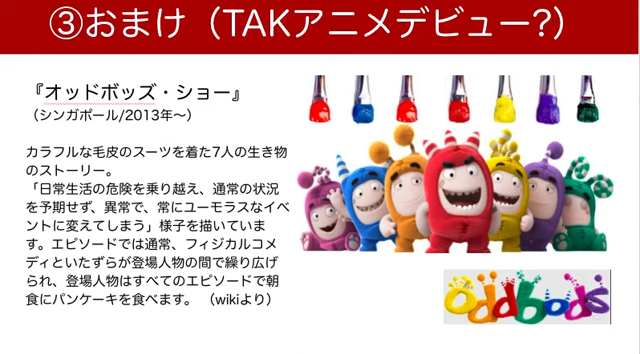 ③おまけ（TAKアニメデビュー?）
『オッドボッズ・ショー』
（シンガポール/2013年〜）
カラフルな毛皮のスーツを着た7人の生き物
のストーリー。
「日常生活の危険を乗り越え、通常の状況
を予期せず、異常で、常にユーモラスなイベ
ントに変えてしまう」様子を描いていま
す。エピソードでは通常、フィジカルコメ
ディといたずらが登場人物の間で繰り広げ
られ、登場人物はすべてのエピソードで朝
食にパンケーキを食べます。（wikiより）
Oddbods